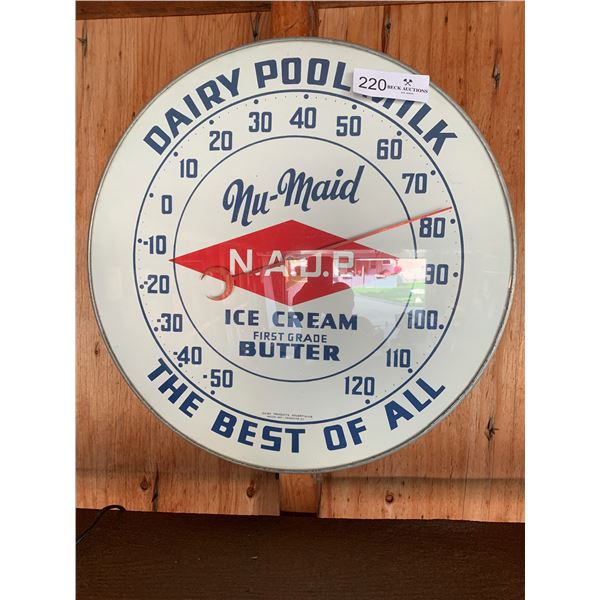 DAIRY POOL MILK
220
BECK AUCTIONS
-50 -40 -30 -20 -10 0 10 20 30 40 50 60 70 80 90 100 110 120
Nu-Maid
N.A.D.P.
ICE CREAM
FIRST GRADE
BUTTER
THE BEST OF ALL